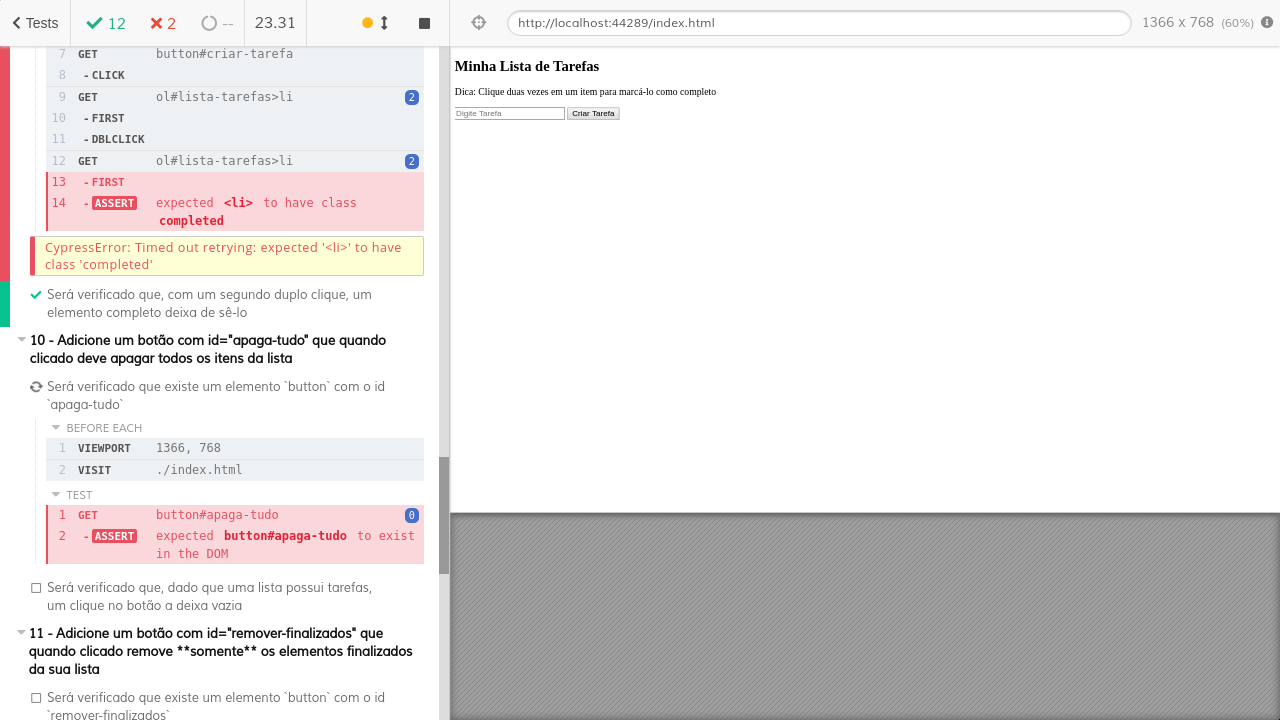 Tests
12
2
--
23.31
http://localhost:44289/index.html
1366 x 768 (60%)
7 GET button#criar-tarefa
8 - CLICK
9 GET ol#lista-tarefas>li 2
10 - FIRST
11 - DBLCLICK
12 GET ol#lista-tarefas>li 2
13 - FIRST
14 - ASSERT expected <li> to have class
completed
CypressError: Timed out retrying: expected '<li>' to have
class 'completed'
Será verificado que, com um segundo duplo clique, um
elemento completo deixa de sê-lo
10 - Adicione um botão com id="apaga-tudo" que quando
clicado deve apagar todos os itens da lista
Será verificado que existe um elemento `button` com o id
`apaga-tudo`
BEFORE EACH
1 VIEWPORT 1366, 768
2 VISIT ./index.html
TEST
1 GET button#apaga-tudo 0
2 - ASSERT expected button#apaga-tudo to exist
in the DOM
Será verificado que, dado que uma lista possui tarefas,
um clique no botão a deixa vazia
11 - Adicione um botão com id="remover-finalizados" que
quando clicado remove **somente** os elementos finalizados
da sua lista
Será verificado que existe um elemento `button` com o id
`remover-finalizados`
Minha Lista de Tarefas
Dica: Clique duas vezes em um item para marcá-lo como completo
Digite Tarefa
Criar Tarefa